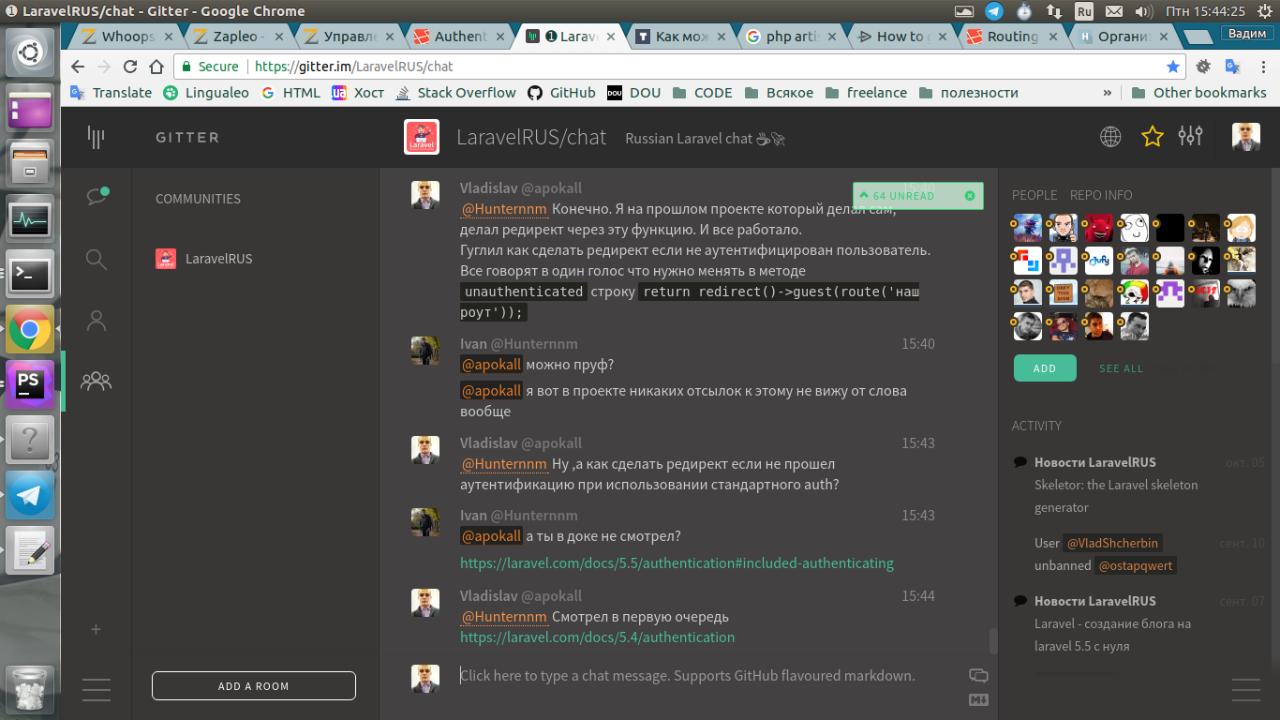 LaravelRUS/chat - Gitter - Google Chrome
Ru
Птн 15:44:25
Whoops
Zapleo -
Управл
Authent
Larav
Как мо
php arti
How to
Routing
Органи
Вадим
Secure
https://gitter.im/LaravelRUS/chat
Translate
Lingualeo
HTML
Хост
Stack Overflow
GitHub
DOU
CODE
Всякое
freelance
полезности
»
Other bookmarks
GITTER
LaravelRUS/chat
Russian Laravel chat
COMMUNITIES
LaravelRUS
ADD A ROOM
64 UNREAD
Vladislav @apokall
@Hunternnm Конечно. Я на прошлом проекте который делал сам,
делал редирект через эту функцию. И все работало.
Гуглил как сделать редирект если не аутентифицирован пользователь.
Все говорят в один голос что нужно менять в методе
unauthenticated строку return redirect()->guest(route('наш
роут'));
Ivan @Hunternnm 15:40
@apokall можно пруф?
@apokall я вот в проекте никаких отсылок к этому не вижу от слова
вообще
Vladislav @apokall 15:43
@Hunternnm Ну ,а как сделать редирект если не прошел
аутентификацию при использовании стандартного auth?
Ivan @Hunternnm 15:43
@apokall а ты в доке не смотрел?
https://laravel.com/docs/5.5/authentication#included-authenticating
Vladislav @apokall 15:44
@Hunternnm Смотрел в первую очередь
https://laravel.com/docs/5.4/authentication
Click here to type a chat message. Supports GitHub flavoured markdown.
PEOPLE REPO INFO
ADD
SEE ALL
ACTIVITY
Новости LaravelRUS окт. 05
Skeletor: the Laravel skeleton
generator
User @VladShcherbin сент. 10
unbanned @ostapqwert
Новости LaravelRUS сент. 07
Laravel - создание блога на
laravel 5.5 с нуля